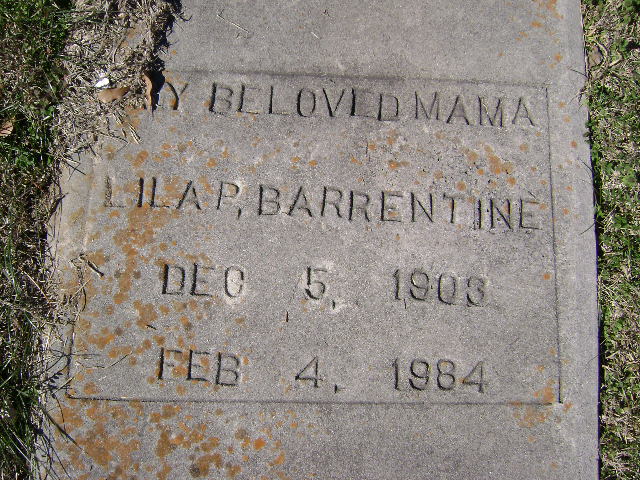 MY BELOVED MAMA
LILA P, BARRENTINE
DEC 5, 1903
FEB 4, 1984